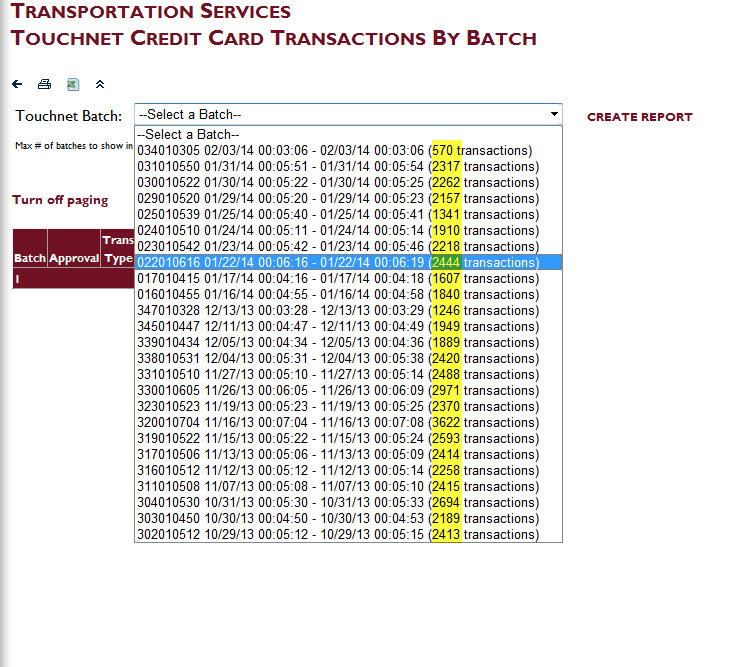 Transportation Services
Touchnet Credit Card Transactions By Batch
Touchnet Batch: --Select a Batch-- CREATE REPORT
--Select a Batch--
Max # of batches to show in
034010305 02/03/14 00:03:06 - 02/03/14 00:03:06 (570 transactions)
031010550 01/31/14 00:05:51 - 01/31/14 00:05:54 (2317 transactions)
030010522 01/30/14 00:05:22 - 01/30/14 00:05:25 (2262 transactions)
029010520 01/29/14 00:05:20 - 01/29/14 00:05:23 (2157 transactions)
025010539 01/25/14 00:05:40 - 01/25/14 00:05:41 (1341 transactions)
024010510 01/24/14 00:05:11 - 01/24/14 00:05:14 (1910 transactions)
023010542 01/23/14 00:05:42 - 01/23/14 00:05:46 (2218 transactions)
022010616 01/22/14 00:06:16 - 01/22/14 00:06:19 (2444 transactions)
017010415 01/17/14 00:04:16 - 01/17/14 00:04:18 (1607 transactions)
016010455 01/16/14 00:04:55 - 01/16/14 00:04:58 (1840 transactions)
347010328 12/13/13 00:03:28 - 12/13/13 00:03:29 (1246 transactions)
345010447 12/11/13 00:04:47 - 12/11/13 00:04:49 (1949 transactions)
339010434 12/05/13 00:04:34 - 12/05/13 00:04:36 (1889 transactions)
338010531 12/04/13 00:05:31 - 12/04/13 00:05:38 (2420 transactions)
331010510 11/27/13 00:05:10 - 11/27/13 00:05:14 (2488 transactions)
330010605 11/26/13 00:06:05 - 11/26/13 00:06:09 (2971 transactions)
323010523 11/19/13 00:05:23 - 11/19/13 00:05:25 (2370 transactions)
320010704 11/16/13 00:07:04 - 11/16/13 00:07:08 (3622 transactions)
319010522 11/15/13 00:05:22 - 11/15/13 00:05:24 (2593 transactions)
317010506 11/13/13 00:05:06 - 11/13/13 00:05:09 (2414 transactions)
316010512 11/12/13 00:05:12 - 11/12/13 00:05:14 (2258 transactions)
311010508 11/07/13 00:05:08 - 11/07/13 00:05:10 (2415 transactions)
304010530 10/31/13 00:05:30 - 10/31/13 00:05:33 (2694 transactions)
303010450 10/30/13 00:04:50 - 10/30/13 00:04:53 (2189 transactions)
302010512 10/29/13 00:05:12 - 10/29/13 00:05:15 (2413 transactions)
Turn off paging
Trans
Batch Approval Type
1